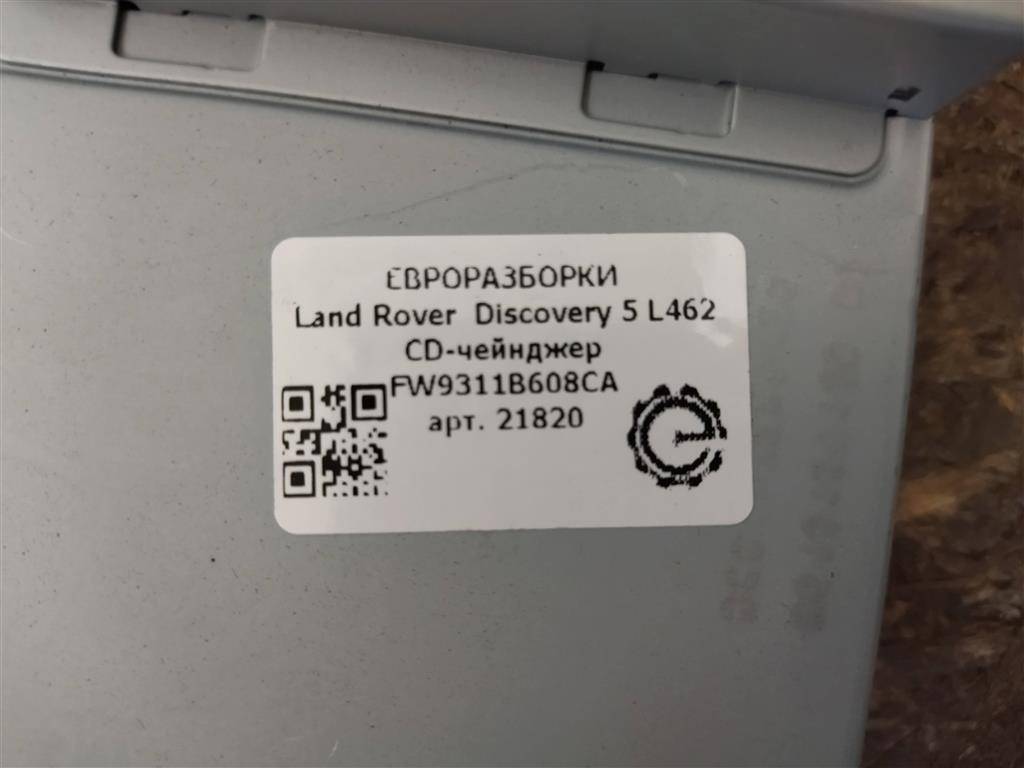 ЕВРОРАЗБОРКИ
Land Rover Discovery 5 L462
CD-чейнджер
FW9311B608CA
арт. 21820